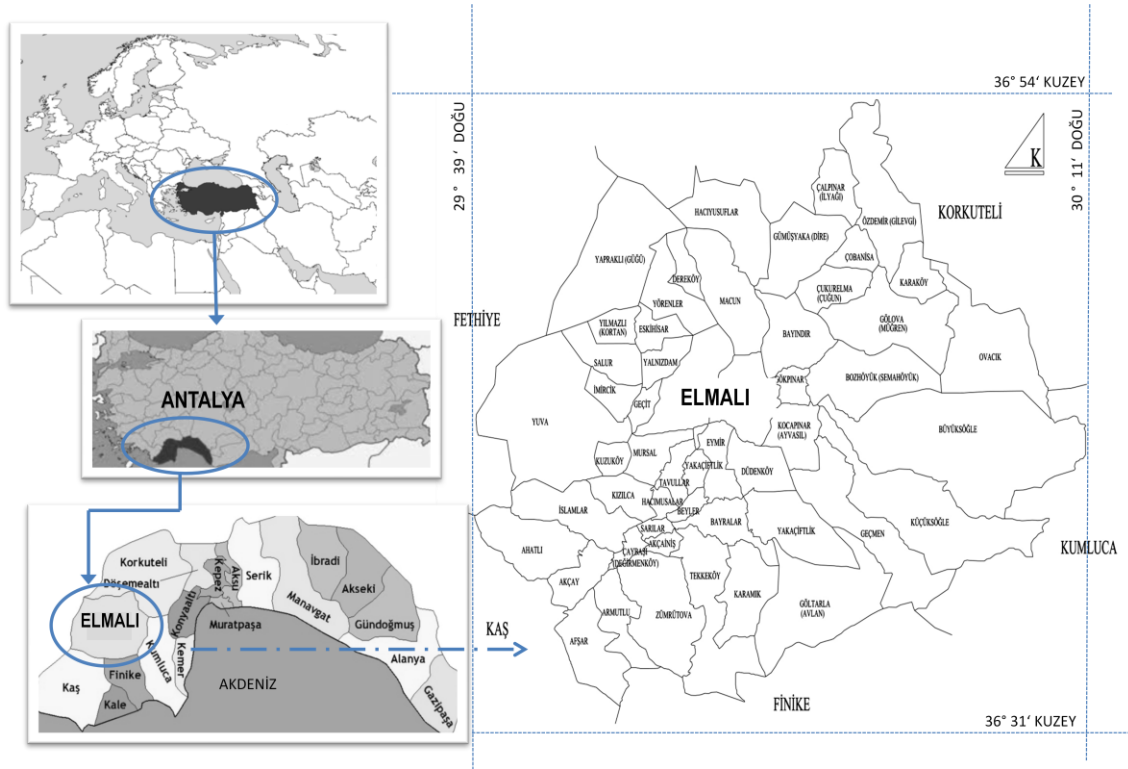 ANTALYA
Korkuteli
Döşemealtı
ELMALI
Kepez
Aksu
Serik
İbradi
Akseki
Manavgat
Gündoğmuş
Konyaaltı
Muratpaşa
Kumluca
Kemer
Finike
Kaş
Kale
AKDENİZ
Alanya
Gazipaşa
36° 54‘ KUZEY
29 ° 39 ‘ DOĞU
30 ° 11‘ DOĞU
K
KORKUTELİ
FETHİYE
KUMLUCA
KAŞ
FİNİKE
36° 31‘ KUZEY
ÇALPINAR
(İLYAĞI)
HACIYUSUFLAR
ÖZDEMİR (GİLEVGİ)
GÜMÜŞYAKA (DİRE)
ÇOBANİSA
YAPRAKLI (GÜĞÜ)
DEREKÖY
KARAKÖY
ÇUKURELMA
(ÇUĞUN)
MACUN
YÖRENLER
YILMAZLI
(KORTAN)
ESKİHİSAR
BAYINDIR
GÖLOVA
(MÜĞREN)
OVACIK
SALUR
YALNIZDAM
BOZHÖYÜK (SEMAHÖYÜK)
İMİRCİK
GÖKPINAR
ELMALI
GEÇİT
YUVA
KOCAPINAR
(AYVASIL)
BÜYÜKSÖĞLE
EYMİR
MURSAL
KUZUKÖY
YAKAÇİFTLİK
DÜDENKÖY
TAVULLAR
KIZILCA
HACIMUSALAR
BEYLER
İSLAMLAR
BAYRALAR
KÜÇÜKSÖĞLE
SARILAR
YAKAÇİFTLİK
GEÇMEN
AKÇAİNİŞ
AHATLI
ÇAYBAŞI
(DEĞİRMENKÖY)
AKÇAY
TEKKEKÖY
KARAMIK
GÖLTARLA
(AVLAN)
ARMUTLU
ZÜMRÜTOVA
AFŞAR